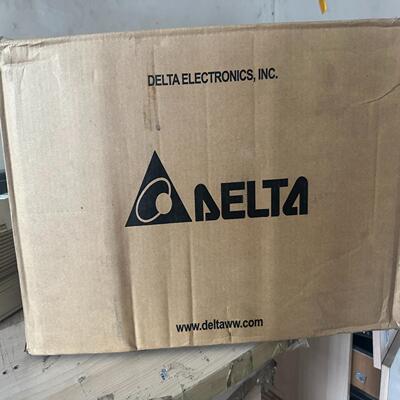 DELTA ELECTRONICS, INC.
DELTA
www.deltaww.com